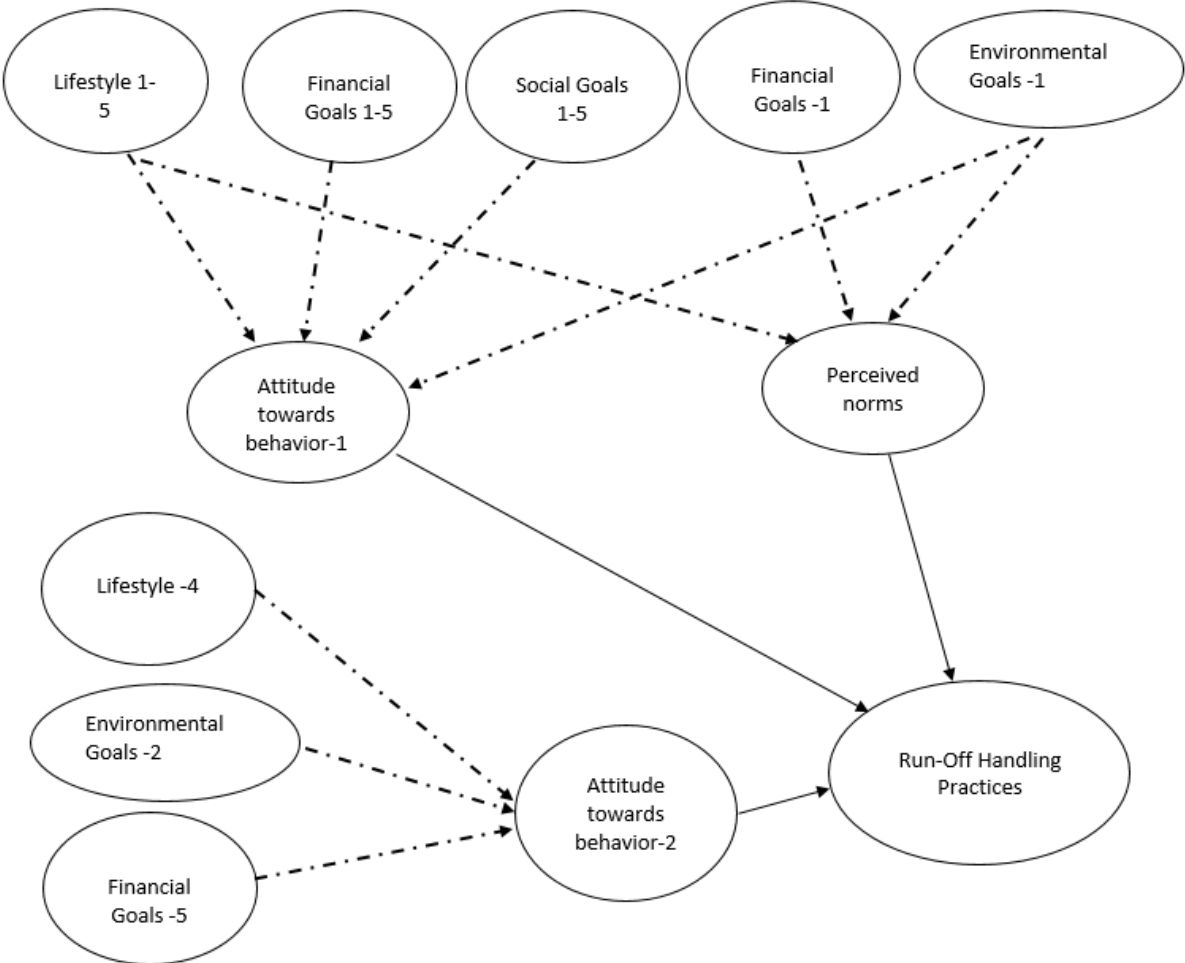 Lifestyle 1-
5
Financial
Goals 1-5
Social Goals
1-5
Financial
Goals -1
Environmental
Goals -1
Attitude
towards
behavior-1
Perceived
norms
Lifestyle -4
Environmental
Goals -2
Financial
Goals -5
Attitude
towards
behavior-2
Run-Off Handling
Practices